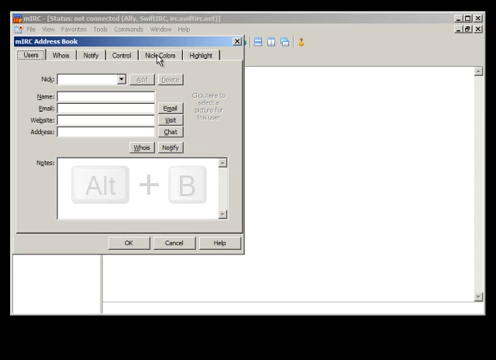 mIRC - [Status: not connected (Ally, SwiftIRC, irc.swiftirc.net)]
File View Favorites Tools Commands Window Help
mIRC Address Book
Users Whois Notify Control Nick Colors Highlight
Nick: Add Delete
Name:
Email: Email
Website: Visit
Address: Chat
Click here to
select a
picture for
this user
Whois Notify
Notes:
Alt + B
OK Cancel Help